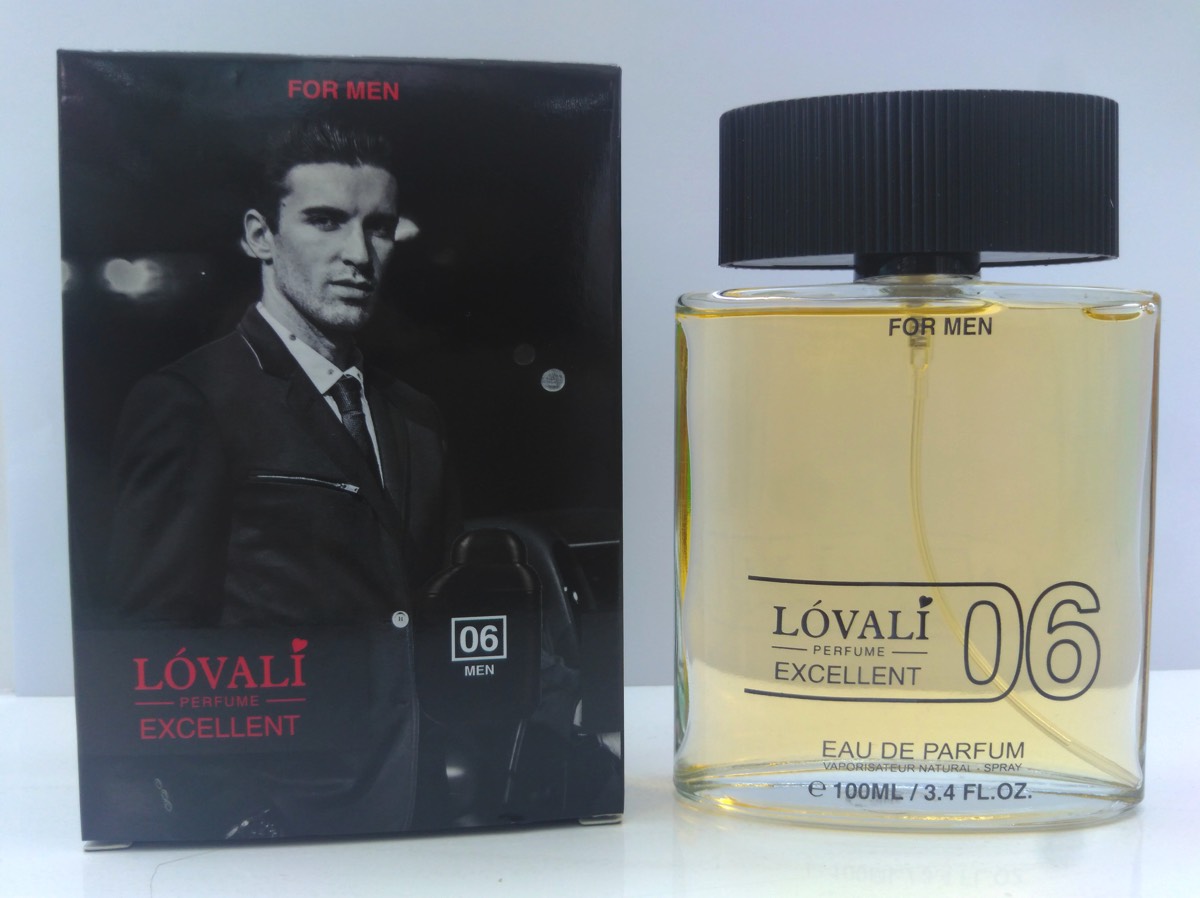 FOR MEN
LÓVALI
PERFUME
EXCELLENT
06
MEN
FOR MEN
LÓVALI
PERFUME
EXCELLENT
06
EAU DE PARFUM
VAPORISATEUR NATURAL - SPRAY
℮ 100ML / 3.4 FL.OZ.